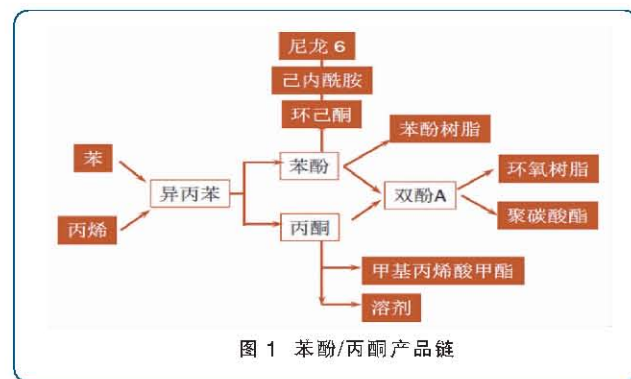 尼龙 6
己内酰胺
环己酮
苯酚树脂
苯
苯酚
环氧树脂
异丙苯
双酚A
丙烯
丙酮
聚碳酸酯
甲基丙烯酸甲酯
溶剂
图 1 苯酚/丙酮产品链